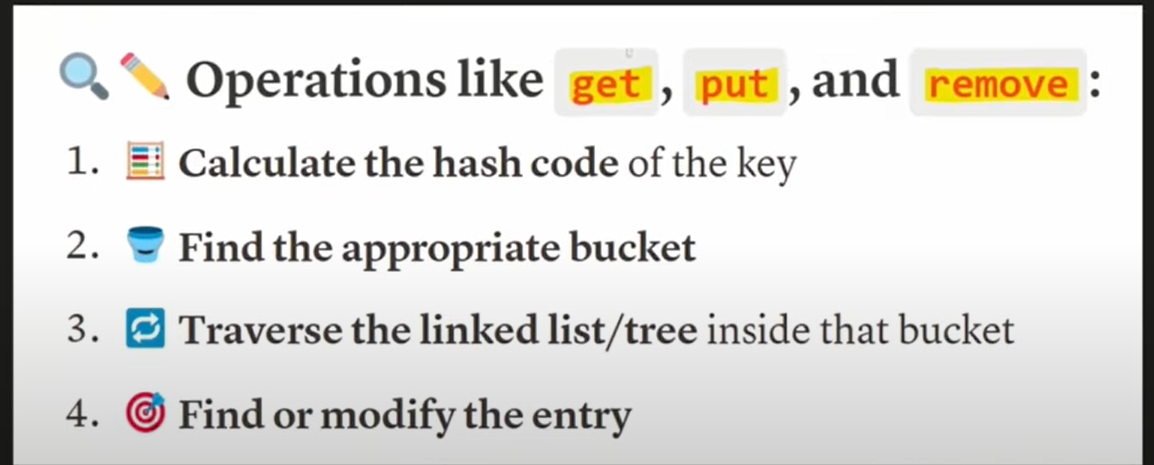 Operations like get, put, and remove:
1. Calculate the hash code of the key
2. Find the appropriate bucket
3. Traverse the linked list/tree inside that bucket
4. Find or modify the entry